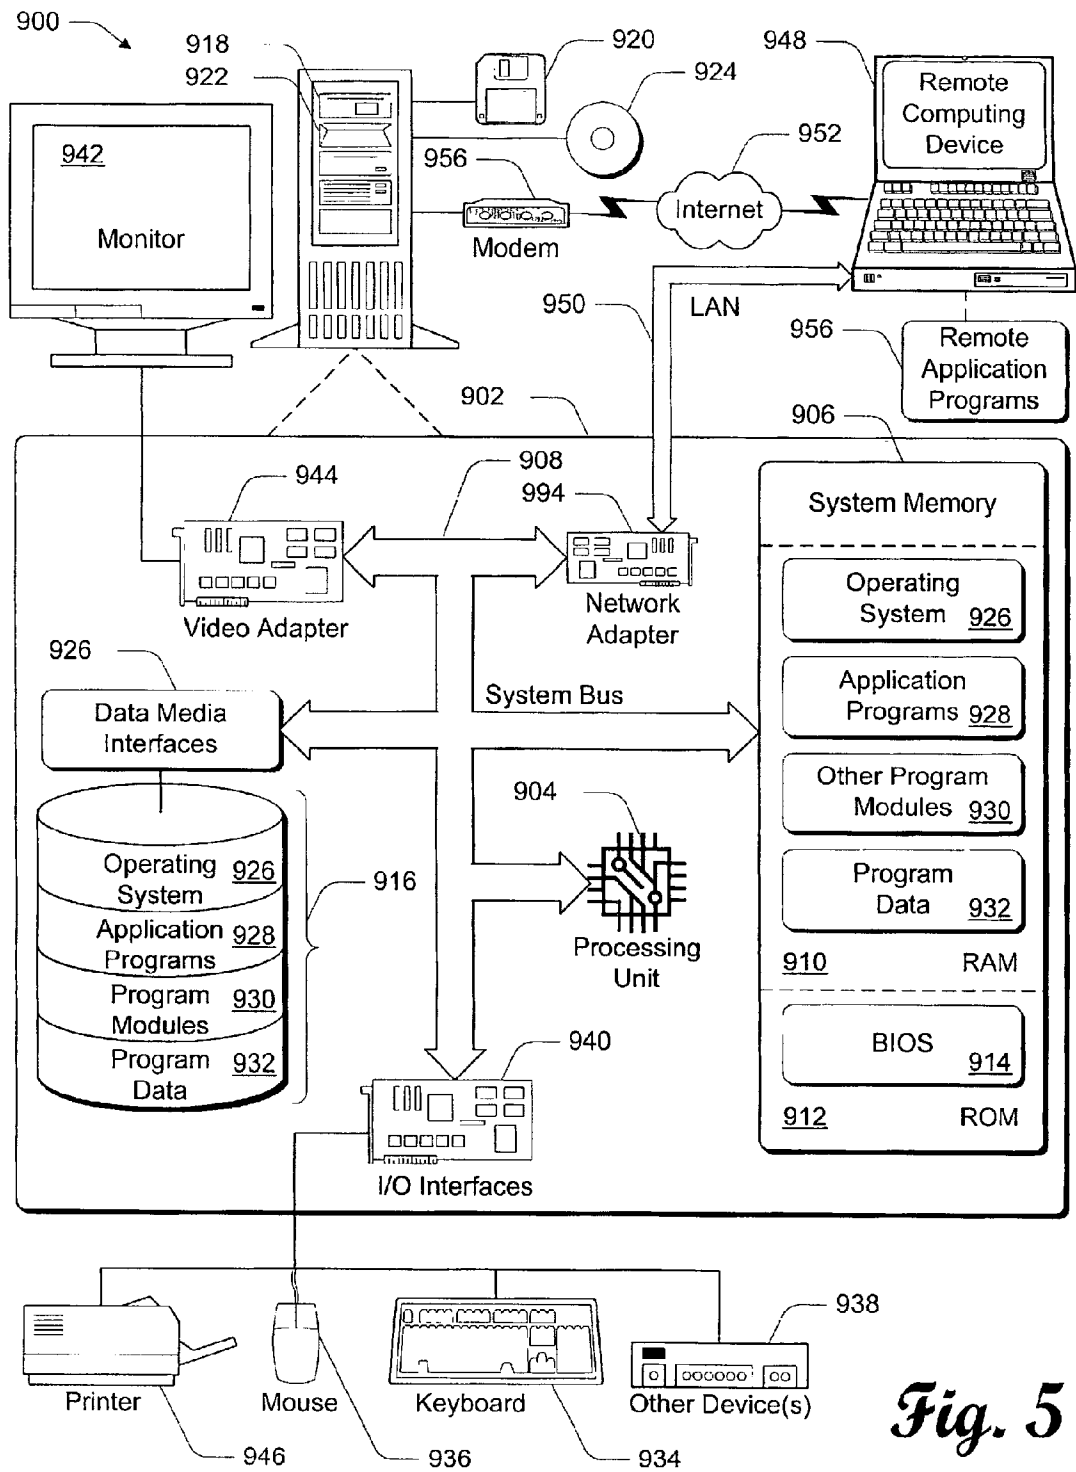 900
918
922
920
924
948
Remote
Computing
Device
942
Monitor
956
Modem
952
Internet
950
LAN
956
Remote
Application
Programs
902
906
944
908
994
Video Adapter
Network
Adapter
System Memory
Operating
System 926
Application
Programs 928
Other Program
Modules 930
Program
Data 932
910 RAM
BIOS 914
912 ROM
926
Data Media
Interfaces
System Bus
904
Processing
Unit
Operating
System 926
Application
Programs 928
Program
Modules 930
Program
Data 932
916
940
I/O Interfaces
Printer
946
Mouse
936
Keyboard
934
938
Other Device(s)
Fig. 5